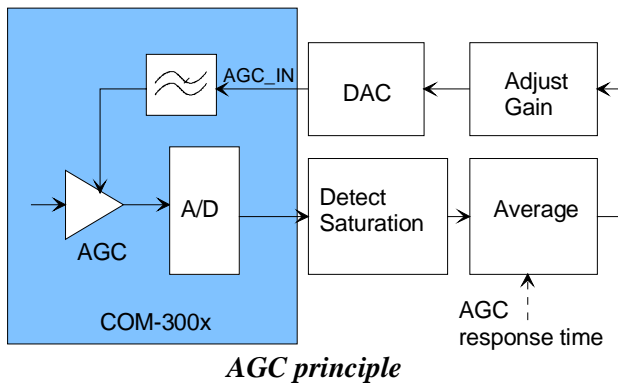 AGC_IN
DAC
Adjust
Gain
AGC
A/D
Detect
Saturation
Average
COM-300x
AGC
response time
AGC principle